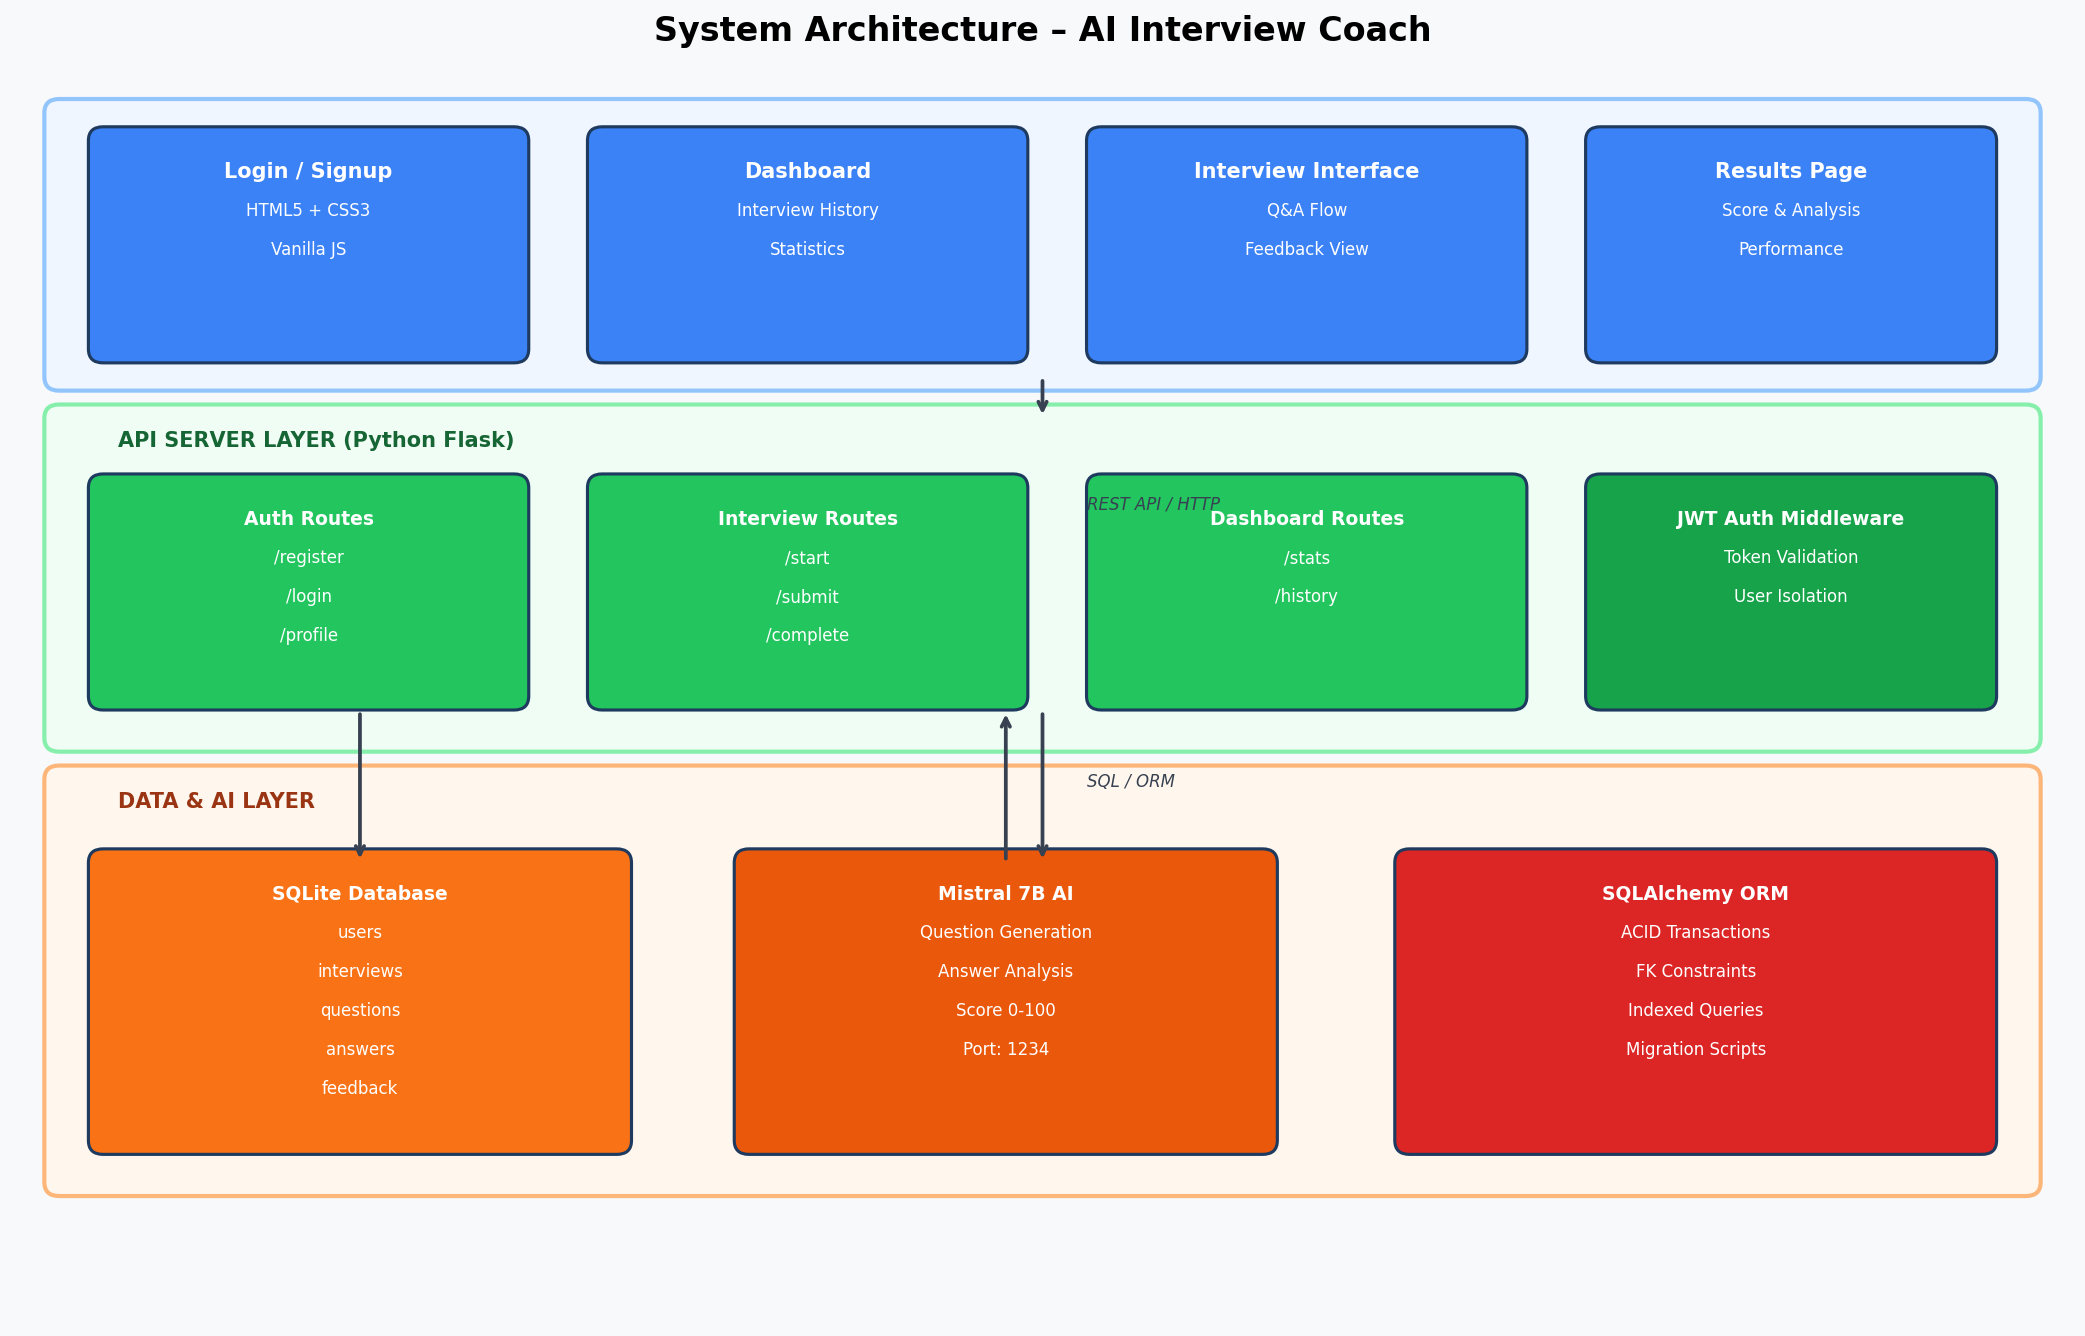 System Architecture – AI Interview Coach
Login / Signup
HTML5 + CSS3
Vanilla JS
Dashboard
Interview History
Statistics
Interview Interface
Q&A Flow
Feedback View
Results Page
Score & Analysis
Performance
API SERVER LAYER (Python Flask)
Auth Routes
/register
/login
/profile
Interview Routes
/start
/submit
/complete
REST API / HTTP
Dashboard Routes
/stats
/history
JWT Auth Middleware
Token Validation
User Isolation
SQL / ORM
DATA & AI LAYER
SQLite Database
users
interviews
questions
answers
feedback
Mistral 7B AI
Question Generation
Answer Analysis
Score 0-100
Port: 1234
SQLAlchemy ORM
ACID Transactions
FK Constraints
Indexed Queries
Migration Scripts